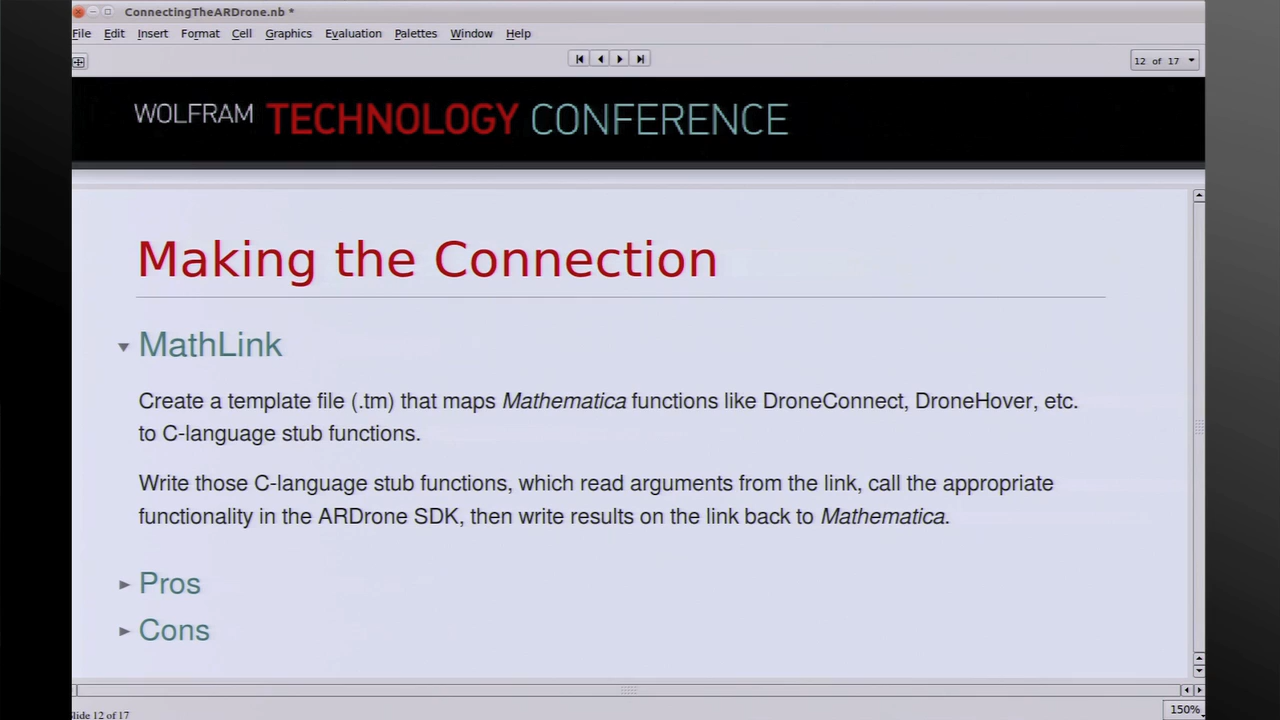 ConnectingTheARDrone.nb *
File Edit Insert Format Cell Graphics Evaluation Palettes Window Help
12 of 17
WOLFRAM TECHNOLOGY CONFERENCE
Making the Connection
MathLink
Create a template file (.tm) that maps Mathematica functions like DroneConnect, DroneHover, etc.
to C-language stub functions.
Write those C-language stub functions, which read arguments from the link, call the appropriate
functionality in the ARDrone SDK, then write results on the link back to Mathematica.
Pros
Cons
150%
lide 12 of 17